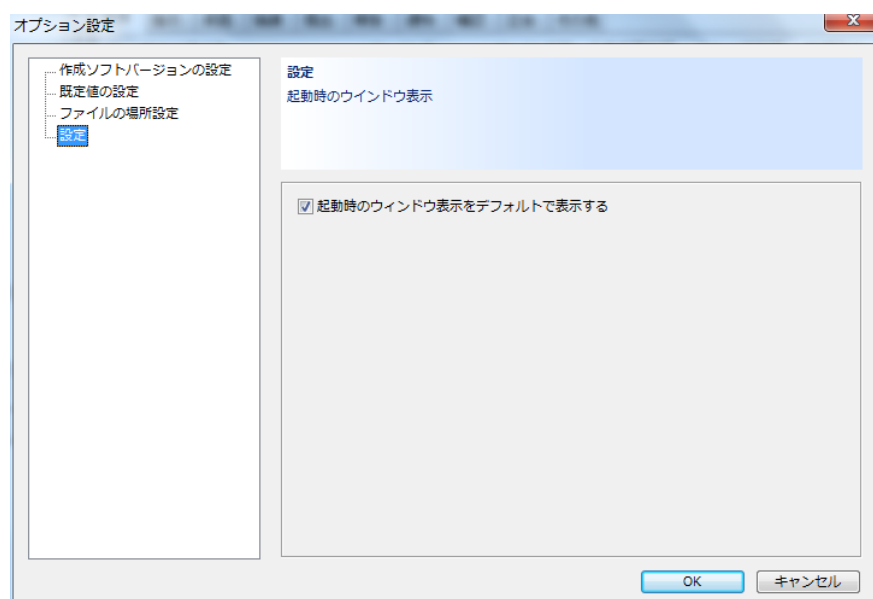 オプション設定
作成ソフトバージョンの設定
既定値の設定
ファイルの場所設定
設定
設定
起動時のウインドウ表示
起動時のウィンドウ表示をデフォルトで表示する
OK
キャンセル